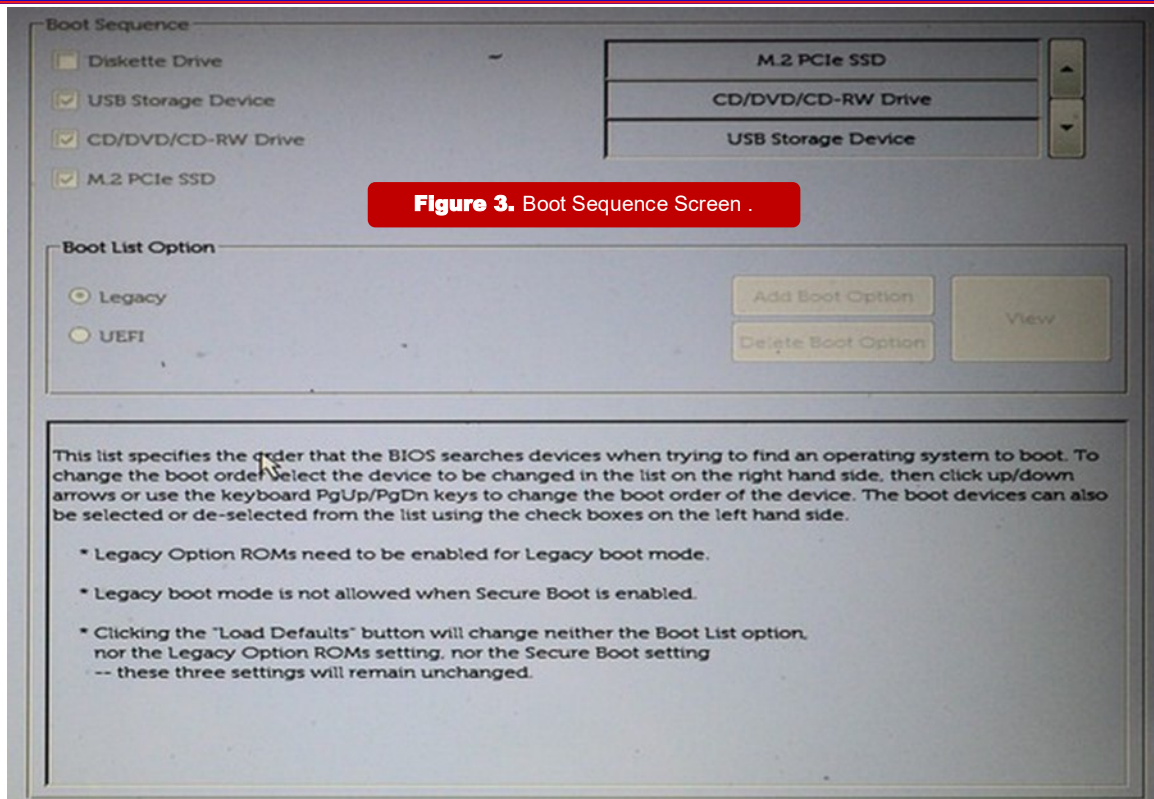 Boot Sequence
Diskette Drive
USB Storage Device
CD/DVD/CD-RW Drive
M.2 PCIe SSD
M.2 PCIe SSD
CD/DVD/CD-RW Drive
USB Storage Device
Figure 3. Boot Sequence Screen .
Boot List Option
Legacy
UEFI
Add Boot Option
Delete Boot Option
View
This list specifies the order that the BIOS searches devices when trying to find an operating system to boot. To
change the boot order select the device to be changed in the list on the right hand side, then click up/down
arrows or use the keyboard PgUp/PgDn keys to change the boot order of the device. The boot devices can also
be selected or de-selected from the list using the check boxes on the left hand side.
* Legacy Option ROMs need to be enabled for Legacy boot mode.
* Legacy boot mode is not allowed when Secure Boot is enabled.
* Clicking the "Load Defaults" button will change neither the Boot List option,
nor the Legacy Option ROMs setting, nor the Secure Boot setting
-- these three settings will remain unchanged.